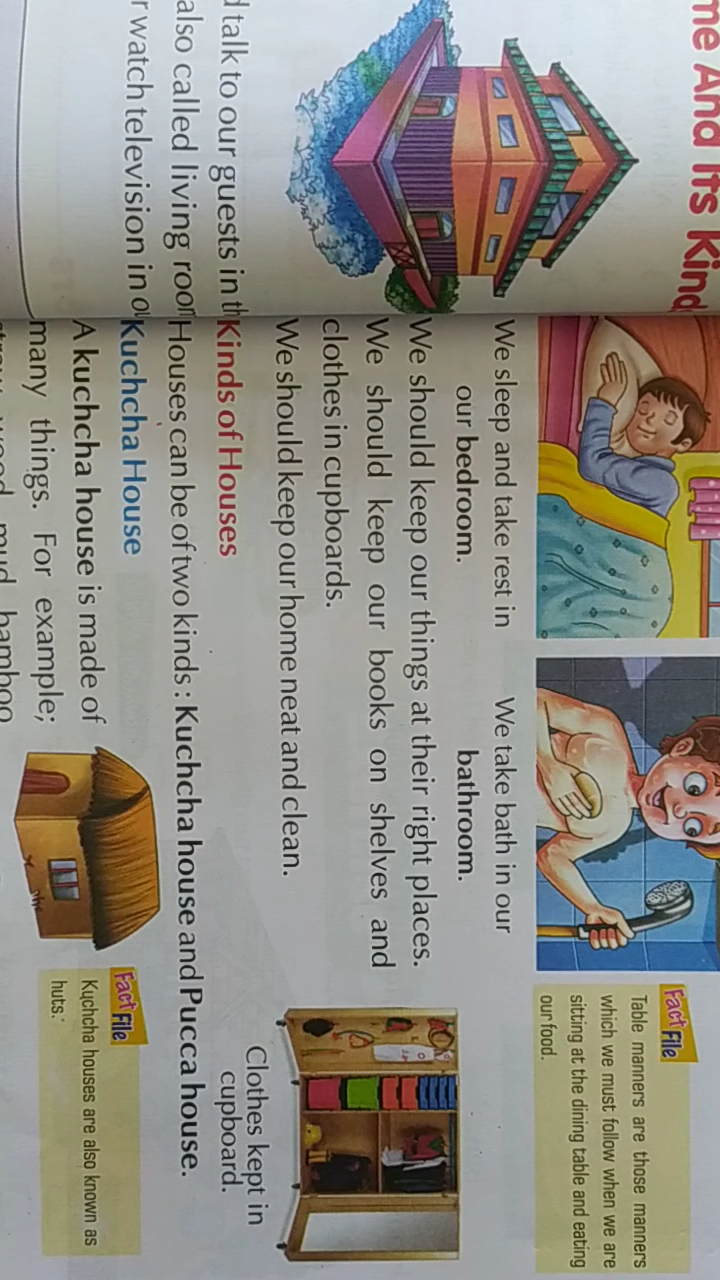 And Its
talk to our guests in
also called living
watch television in
We sleep and take rest in
our bedroom.
We take bath in our
bathroom.
Fact File
Table manners are those manners
which we must follow when we are
sitting at the dining table and eating
our food.
We should keep our things at their right places.
We should keep our books on shelves and
clothes in cupboards.
We should keep our home neat and clean.
Clothes kept in
cupboard.
Kinds of Houses
Houses can be of two kinds : Kuchcha house and Pucca house.
Kuchcha House
A kuchcha house is made of
many things. For example;
mud, bamboo
Fact File
Kuchcha houses are also known as
huts.